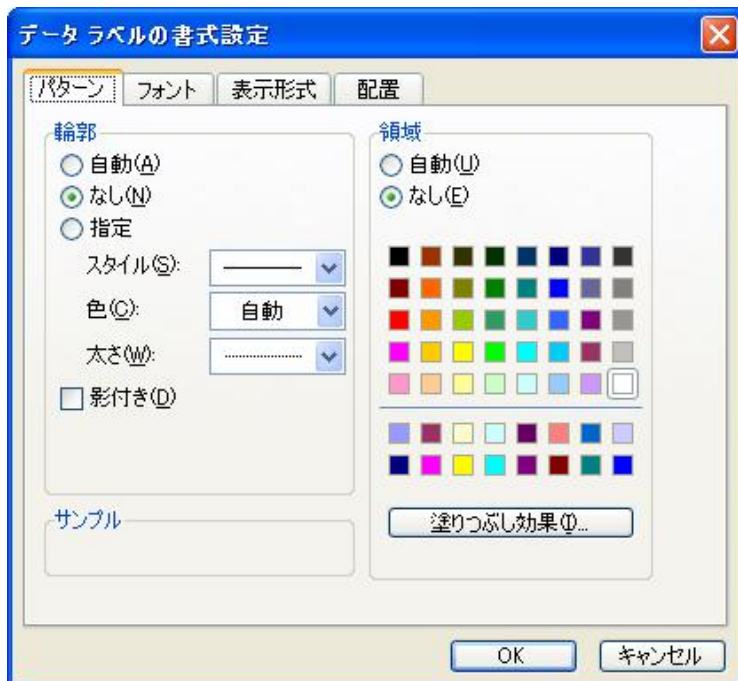 データ ラベルの書式設定
パターン フォント 表示形式 配置
輪郭
自動(A)
なし(N)
指定
スタイル(S):
色(C): 自動
太さ(W):
影付き(D)
サンプル
領域
自動(U)
なし(E)
塗りつぶし効果(I)...
OK キャンセル